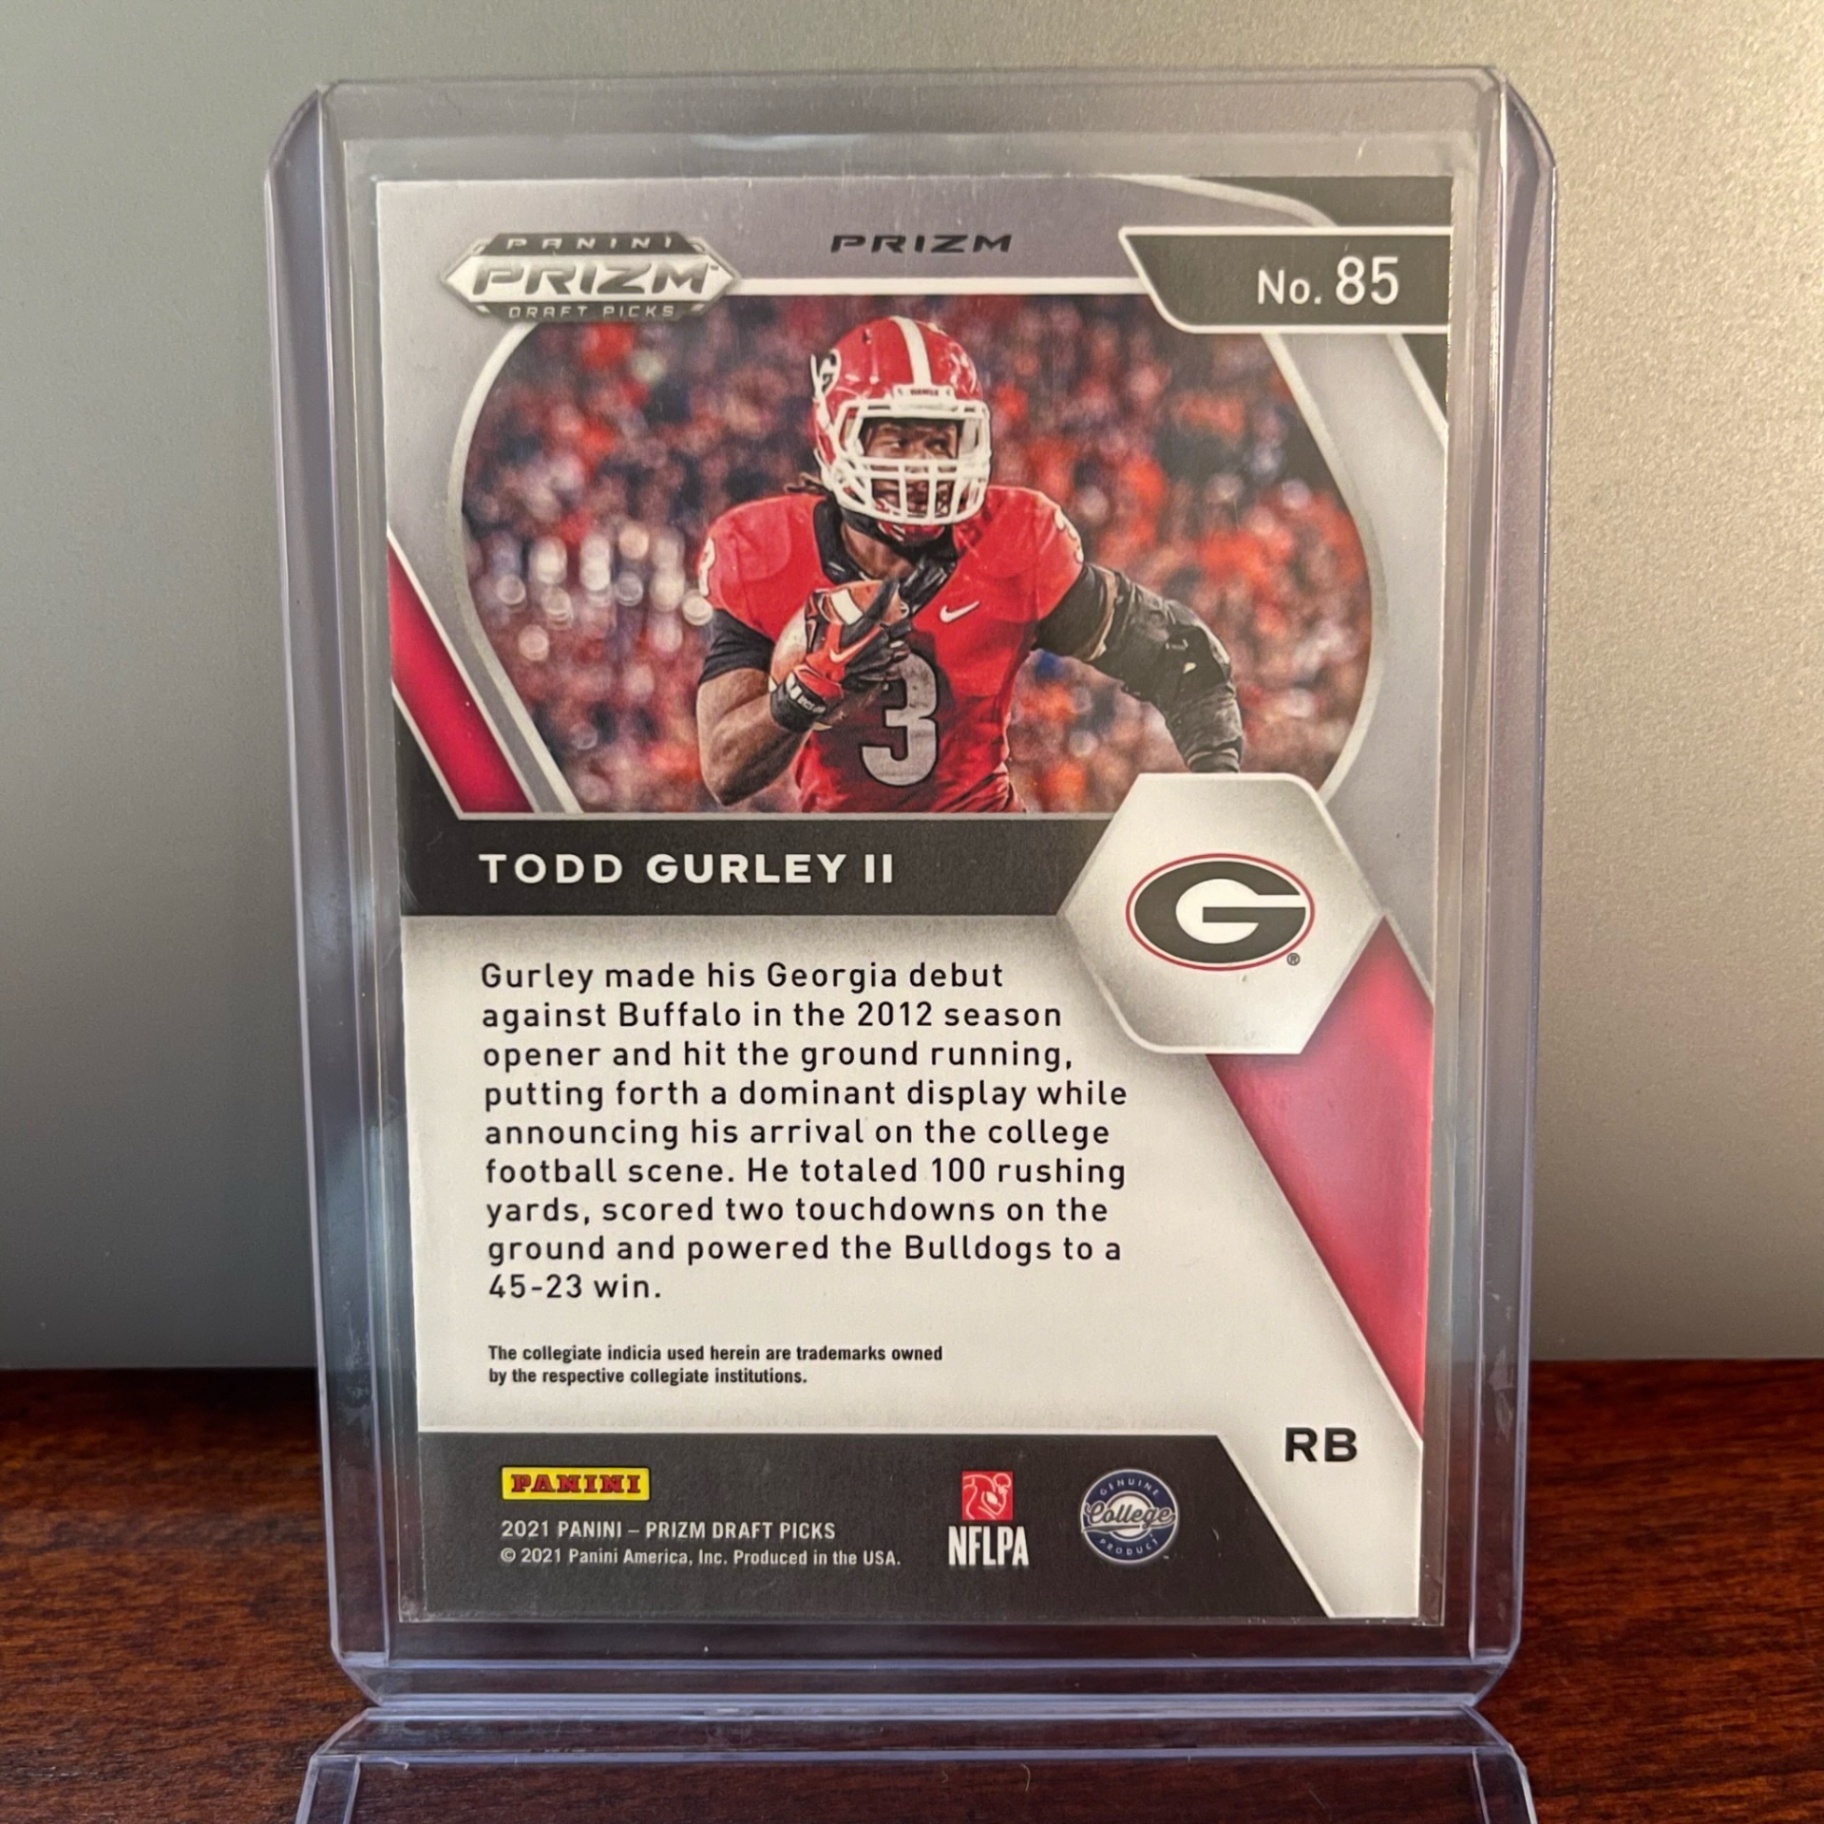 PANINI
PRIZM
DRAFT PICKS
PRIZM
No. 85
G
3
TODD GURLEY II
G
®
Gurley made his Georgia debut
against Buffalo in the 2012 season
opener and hit the ground running,
putting forth a dominant display while
announcing his arrival on the college
football scene. He totaled 100 rushing
yards, scored two touchdowns on the
ground and powered the Bulldogs to a
45-23 win.
The collegiate indicia used herein are trademarks owned
by the respective collegiate institutions.
RB
PANINI
2021 PANINI – PRIZM DRAFT PICKS
© 2021 Panini America, Inc. Produced in the USA.
NFLPA
GENUINE
College
PRODUCT